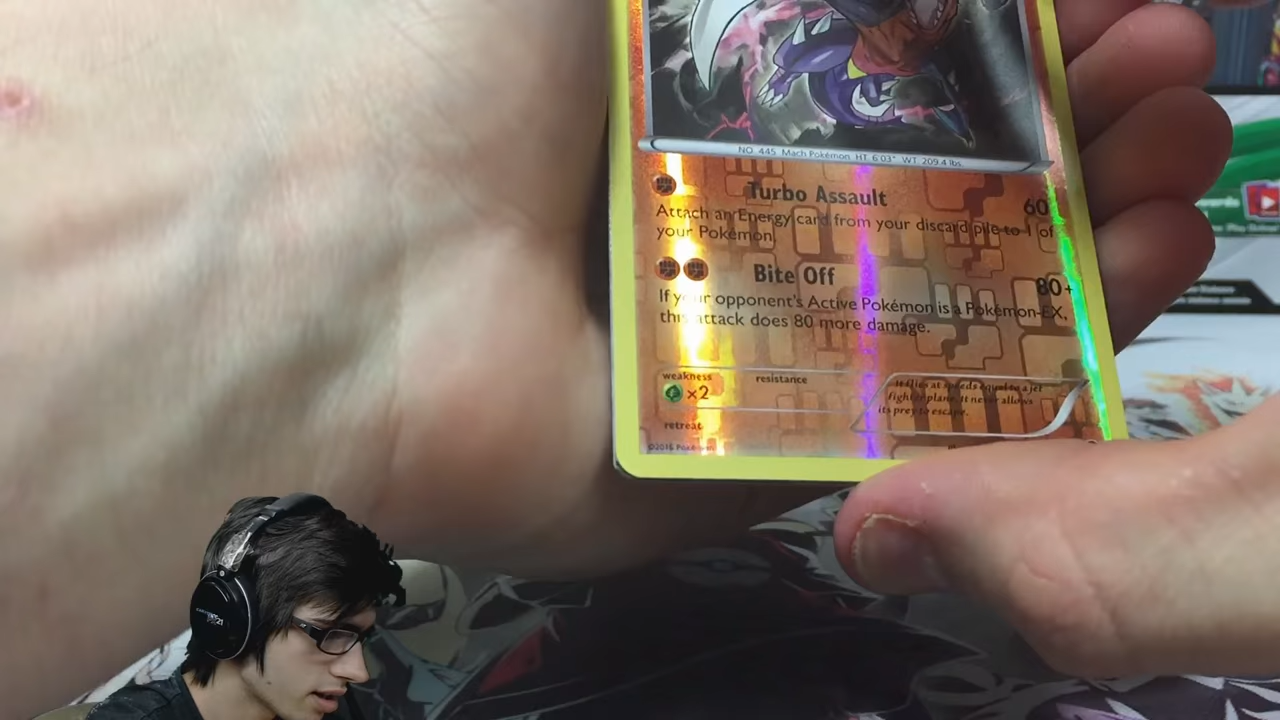 NO. 445 Mach Pokémon HT. 6'03" WT. 209.4 lbs.
Turbo Assault 60
Attach an Energy card from your discard pile to 1 of
your Pokémon.
Bite Off 80+
If your opponent's Active Pokémon is a Pokémon-EX,
this attack does 80 more damage.
weakness
×2
resistance
retreat
It flies at speeds equal to a jet
fighter plane. It never allows
its prey to escape.
©2016 Pokémon